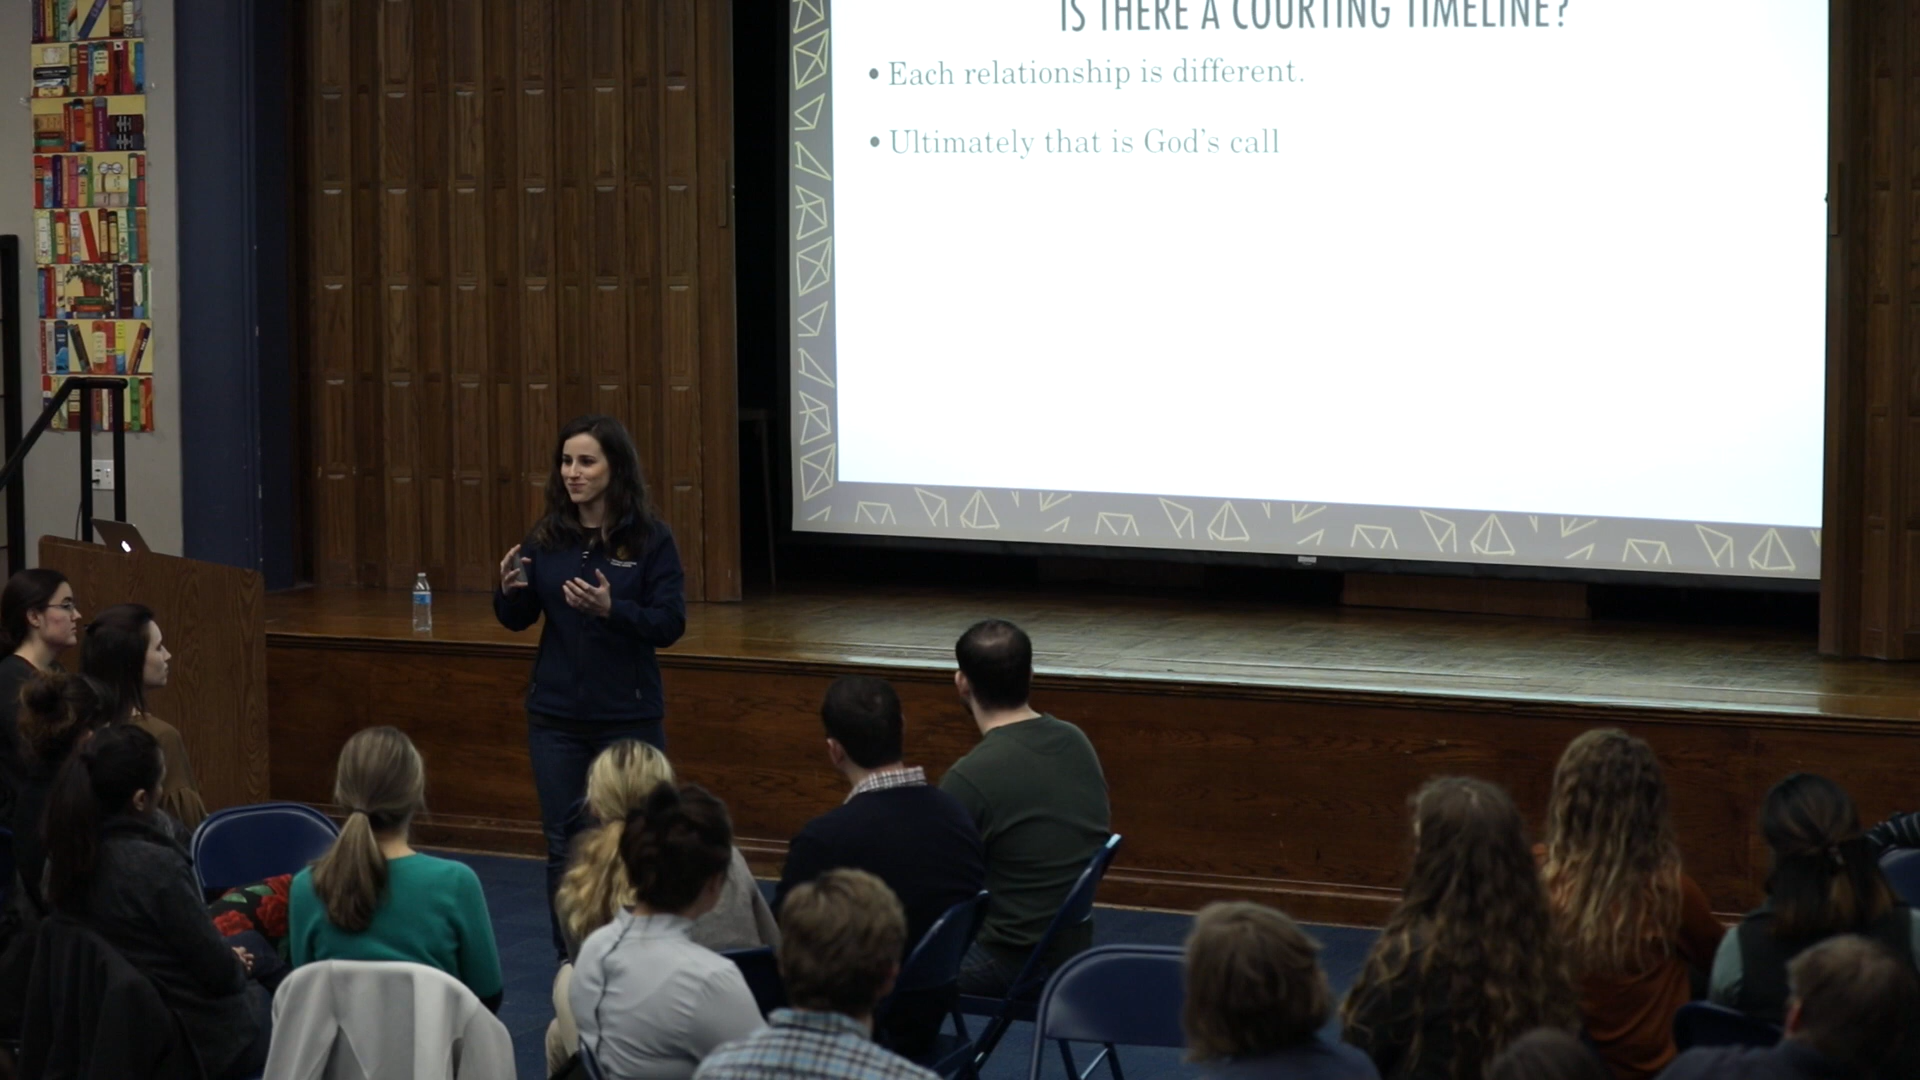 IS THERE A COURTING TIMELINE?
• Each relationship is different.
• Ultimately that is God's call